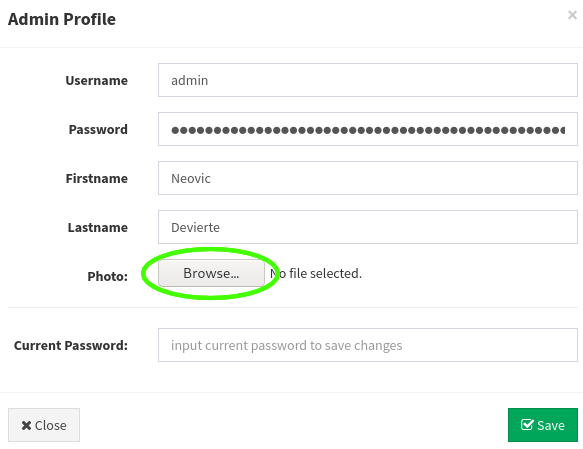 Admin Profile ×
Username admin
Password ●●●●●●●●●●●●●●●●●●●●●●●●●●●●●●●●●●●●●●●●●●●●●●●●
Firstname Neovic
Lastname Devierte
Photo: Browse... No file selected.
Current Password: input current password to save changes
Close Save